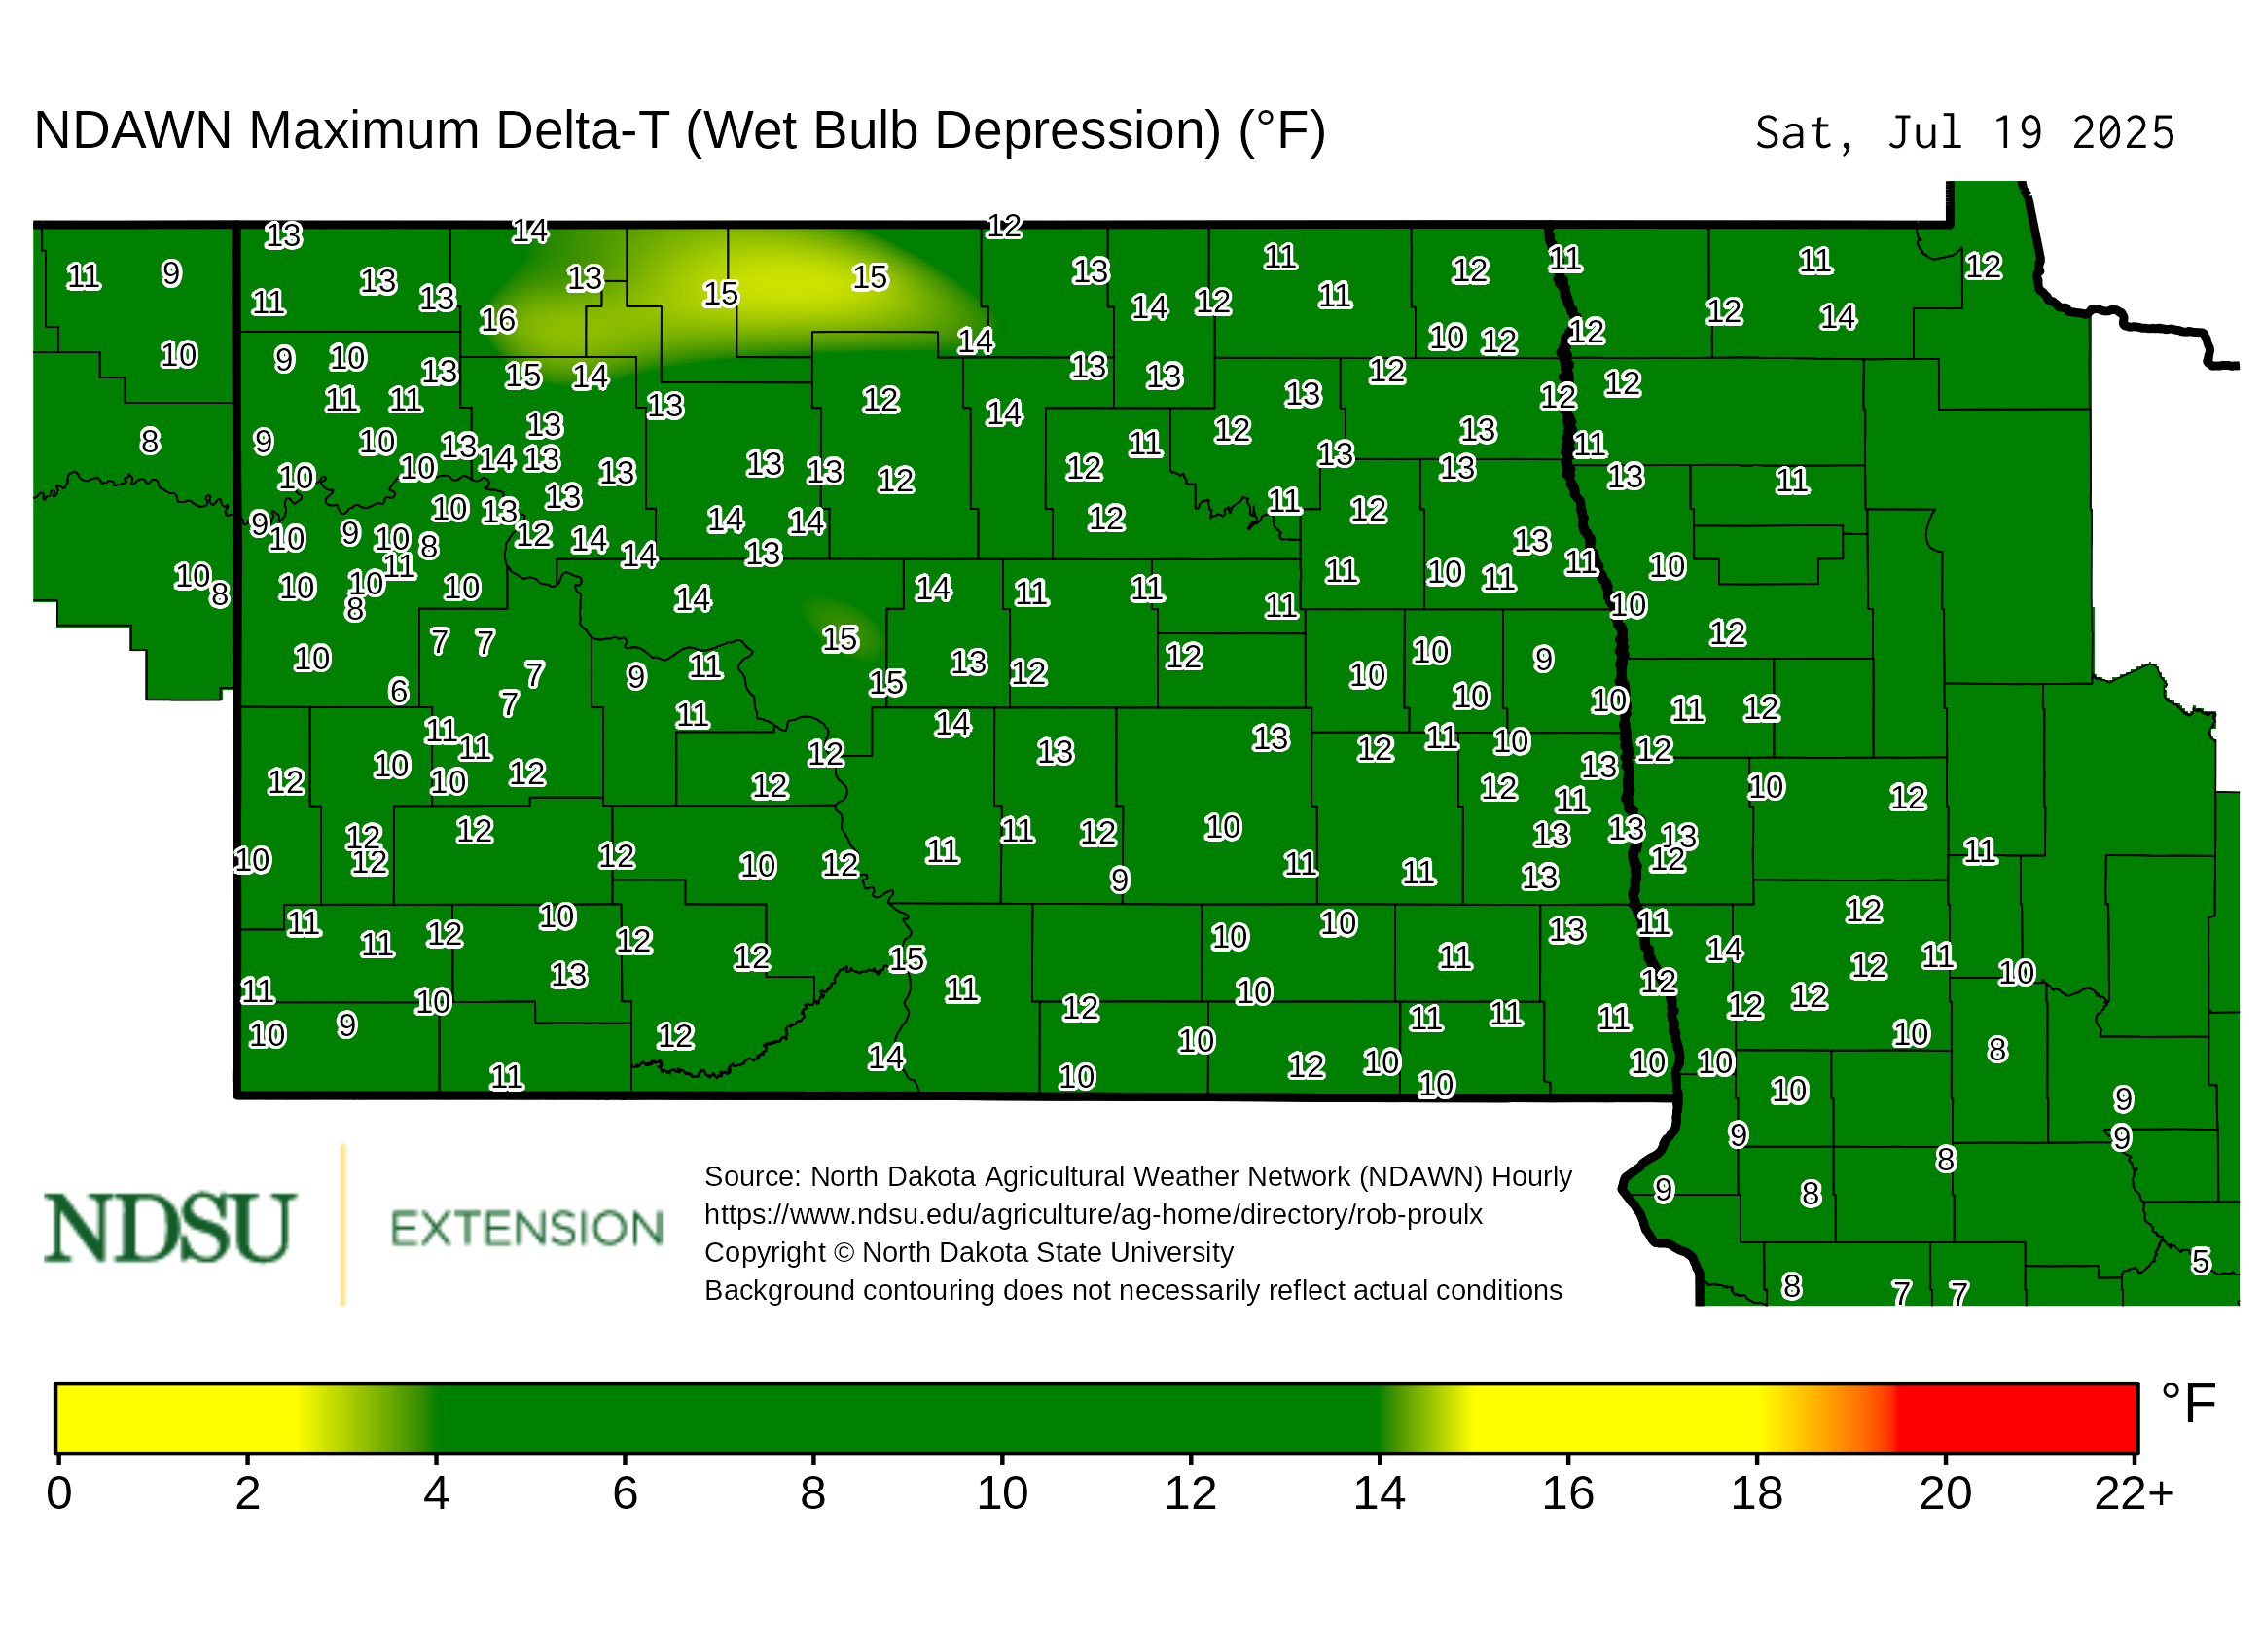 NDAWN Maximum Delta-T (Wet Bulb Depression) (°F) Sat, Jul 19 2025
13 14 12
11 9 13 13 13 15 15 13 11 12 11 11 12
11 13 16 14 12 11 12 12 14
10 9 10 13 15 14 14 13 13 10 12 12
11 11 13 12 14 13 12 12 12
8 9 10 13 13 11 12 13 11
10 10 14 13 13 13 13 12 12 13 13 13 11
9 10 13 13 14 14 12 11 12
10 9 10 8 12 14 14 13 13 11
10 8 10 10 11 10 14 14 11 11 11 10 11 10
8 11 10
10 7 7 15 12 10 9 12
6 7 7 9 11 15 13 12 10 10 10
11 14 11 12
11 11 12 13 13 12 11 10 12
12 10 10 12 12 12 13 10 12
12 12 11 11 12 10 11 13 13 13
10 12 12 10 12 9 11 11 13 12 11
11 10 10 13 11 12
11 12 12 12 15 10 11 14 12 11
11 13 11 10 12 10
10 12 11 11 11 12 12
10 9 12 14 10 12 10 10 10 10 8
11 10 10 10 9
9 9
9 8 8
8 7 7 5
NDSU EXTENSION
Source: North Dakota Agricultural Weather Network (NDAWN) Hourly
https://www.ndsu.edu/agriculture/ag-home/directory/rob-proulx
Copyright © North Dakota State University
Background contouring does not necessarily reflect actual conditions
°F
0 2 4 6 8 10 12 14 16 18 20 22+